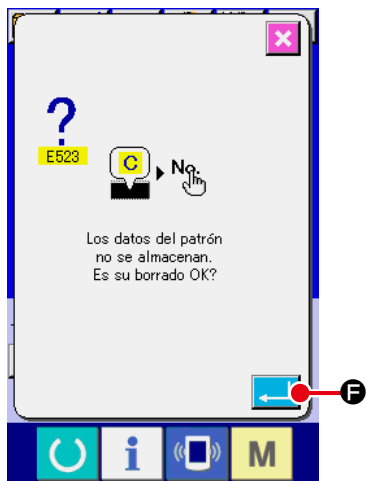 E523
C
No.
Los datos del patrón
no se almacenan.
Es su borrado OK?
F
i
M